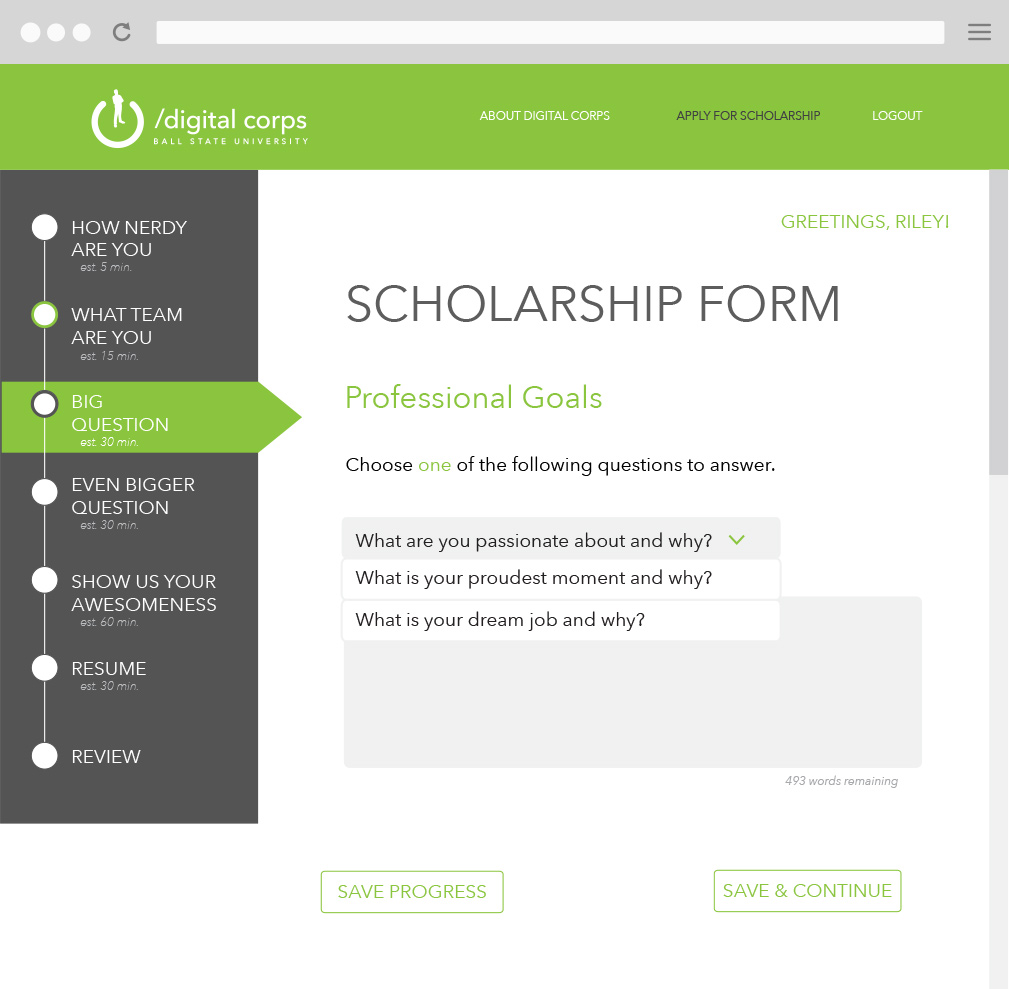 /digital corps
BALL STATE UNIVERSITY
ABOUT DIGITAL CORPS
APPLY FOR SCHOLARSHIP
LOGOUT
HOW NERDY
ARE YOU
est. 5 min.
WHAT TEAM
ARE YOU
est. 15 min.
BIG
QUESTION
est. 30 min.
EVEN BIGGER
QUESTION
est. 30 min.
SHOW US YOUR
AWESOMENESS
est. 60 min.
RESUME
est. 30 min.
REVIEW
GREETINGS, RILEY!
SCHOLARSHIP FORM
Professional Goals
Choose one of the following questions to answer.
What are you passionate about and why?
What is your proudest moment and why?
What is your dream job and why?
493 words remaining
SAVE PROGRESS
SAVE & CONTINUE